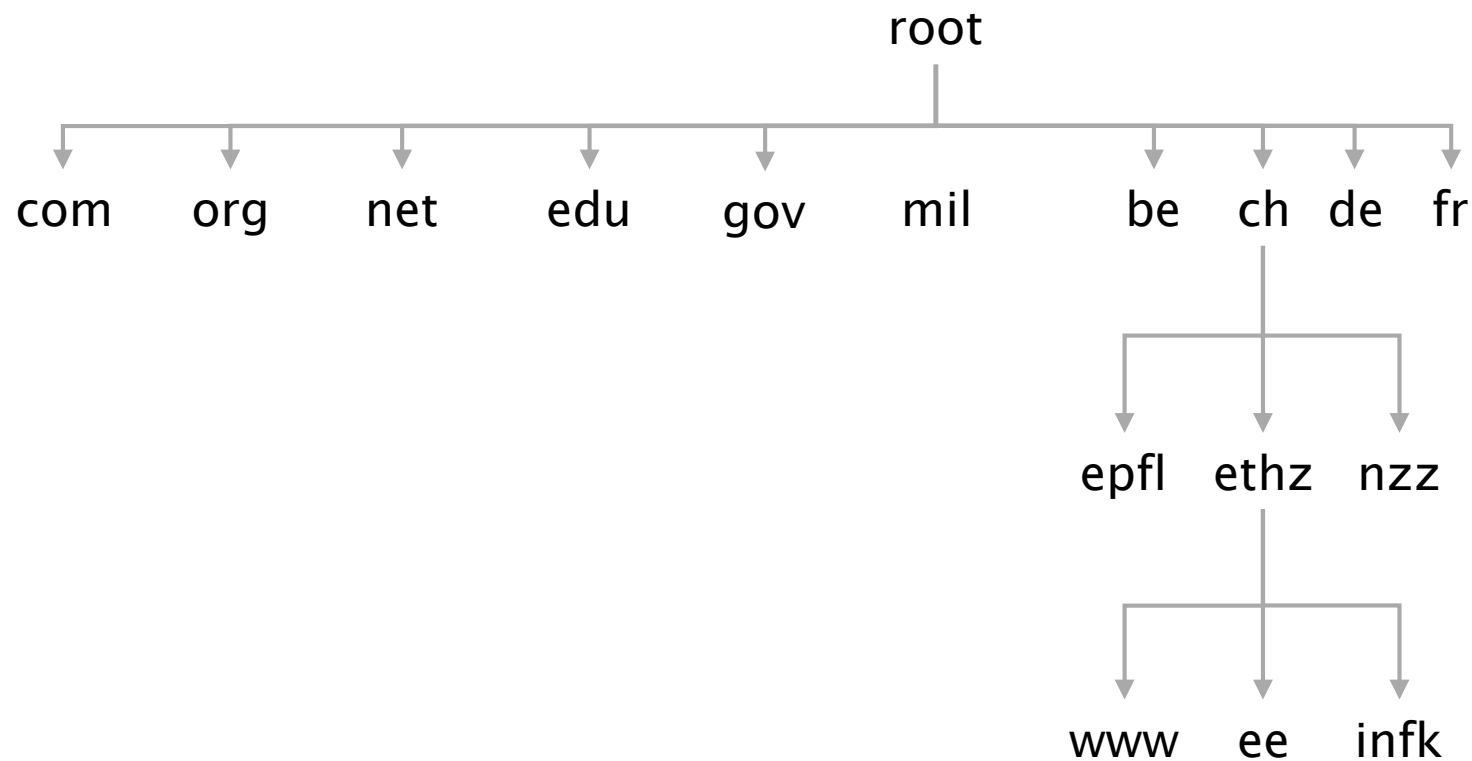 root
com org net edu gov mil be ch de fr
epfl ethz nzz
www ee infk